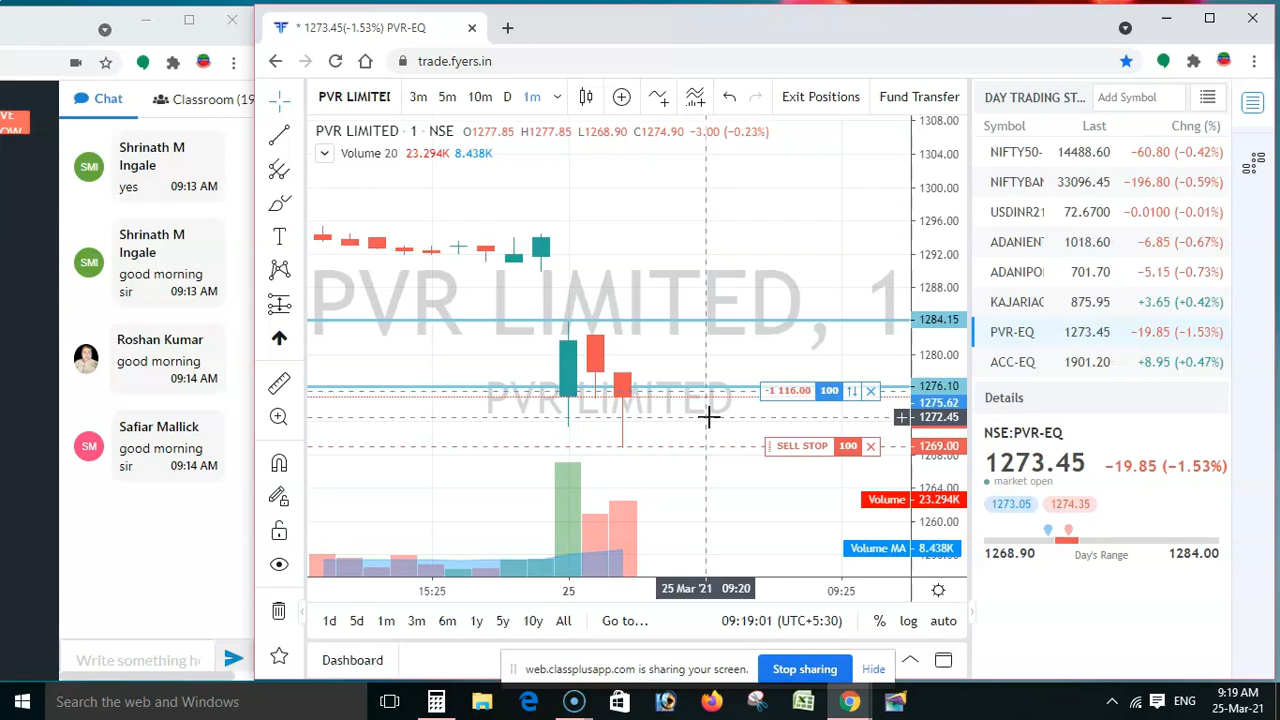 * 1273.45(-1.53%) PVR-EQ
trade.fyers.in
VE
OW
Chat
Classroom (19
SMI
Shrinath M
Ingale
yes
09:13 AM
SMI
Shrinath M
Ingale
good morning
sir
09:13 AM
Roshan Kumar
good morning
09:14 AM
SM
Safiar Mallick
good morning
sir
09:14 AM
Write something he
PVR LIMITED
3m
5m
10m
D
1m
Exit Positions
Fund Transfer
PVR LIMITED · 1 · NSE
O1277.85 H1277.85 L1268.90 C1274.90 −3.00 (−0.23%)
Volume 20
23.294K
8.438K
PVR LIMITED, 1
PVR LIMITED
-1 116.00
100
SELL STOP
100
1308.00
1304.00
1300.00
1296.00
1292.00
1288.00
1284.15
1280.00
1276.10
1275.62
1272.45
1269.00
1268.00
1264.00
Volume
23.294K
1260.00
Volume MA
8.438K
15:25
25
25 Mar '21 09:20
09:25
1d
5d
1m
3m
6m
1y
5y
10y
All
Go to...
09:19:01 (UTC+5:30)
%
log
auto
Dashboard
web.classplusapp.com is sharing your screen.
Stop sharing
Hide
DAY TRADING ST...
Add Symbol
Symbol
Last
Chng (%)
NIFTY50-
14488.60
−60.80 (−0.42%)
NIFTYBAN
33096.45
−196.80 (−0.59%)
USDINR21
72.6700
−0.0100 (−0.01%)
ADANIENT
1018.60
−6.85 (−0.67%)
ADANIPO
701.70
−5.15 (−0.73%)
KAJARIAC
875.95
+3.65 (+0.42%)
PVR-EQ
1273.45
−19.85 (−1.53%)
ACC-EQ
1901.20
+8.95 (+0.47%)
Details
NSE:PVR-EQ
1273.45
−19.85 (−1.53%)
market open
1273.05
1274.35
1268.90
Day's Range
1284.00
Search the web and Windows
ENG
9:19 AM
25-Mar-21